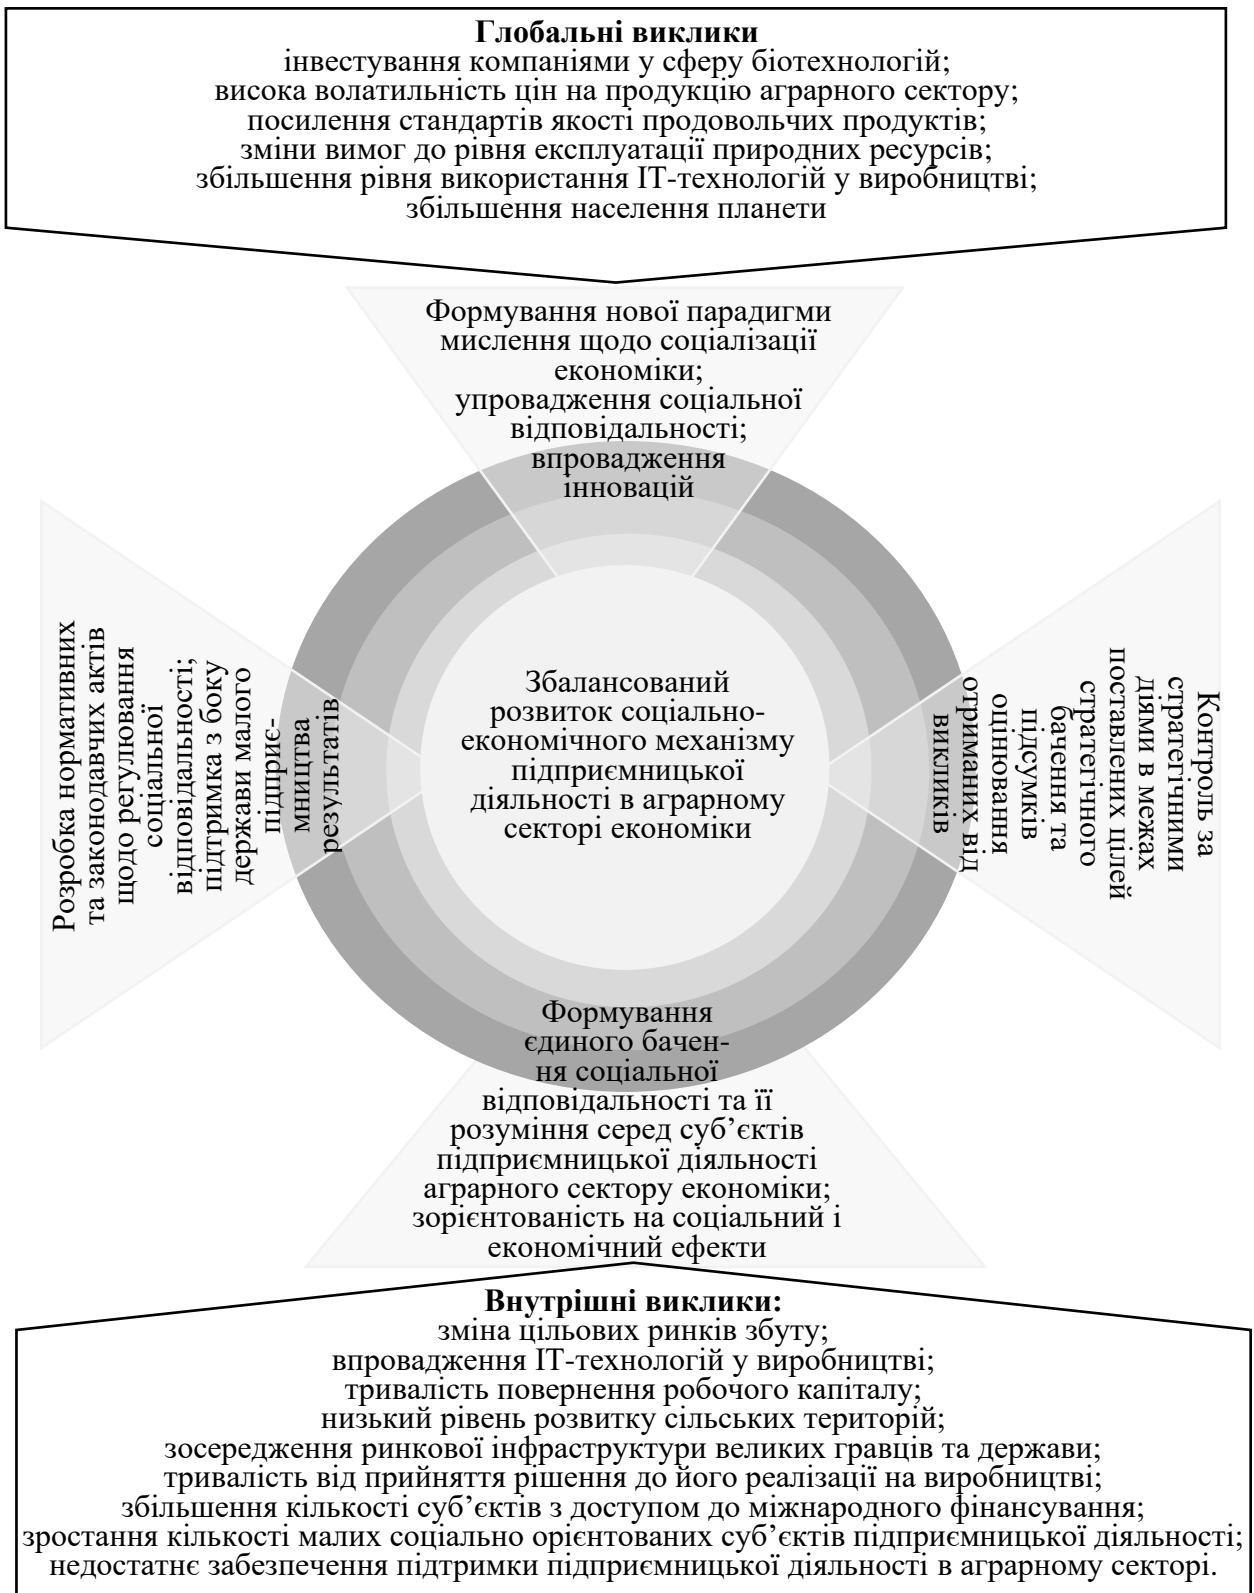 Глобальні виклики
інвестування компаніями у сферу біотехнологій;
висока волатильність цін на продукцію аграрного сектору;
посилення стандартів якості продовольчих продуктів;
зміни вимог до рівня експлуатації природних ресурсів;
збільшення рівня використання ІТ-технологій у виробництві;
збільшення населення планети
Формування нової парадигми
мислення щодо соціалізації
економіки;
упровадження соціальної
відповідальності;
впровадження
інновацій
Розробка нормативних
та законодавчих актів
щодо регулювання
соціальної
відповідальності;
підтримка з боку
держави малого
підприє-
мництва
результатів
Збалансований
розвиток соціально-
економічного механізму
підприємницької
діяльності в аграрному
секторі економіки
Контроль за
стратегічними
діями в межах
поставлених цілей
стратегічного
бачення та
підсумків
оцінювання
отриманих від
викликів
Формування
єдиного бачен-
ня соціальної
відповідальності та її
розуміння серед суб’єктів
підприємницької діяльності
аграрного сектору економіки;
зорієнтованість на соціальний і
економічний ефекти
Внутрішні виклики:
зміна цільових ринків збуту;
впровадження ІТ-технологій у виробництві;
тривалість повернення робочого капіталу;
низький рівень розвитку сільських територій;
зосередження ринкової інфраструктури великих гравців та держави;
тривалість від прийняття рішення до його реалізації на виробництві;
збільшення кількості суб’єктів з доступом до міжнародного фінансування;
зростання кількості малих соціально орієнтованих суб’єктів підприємницької діяльності;
недостатнє забезпечення підтримки підприємницької діяльності в аграрному секторі.